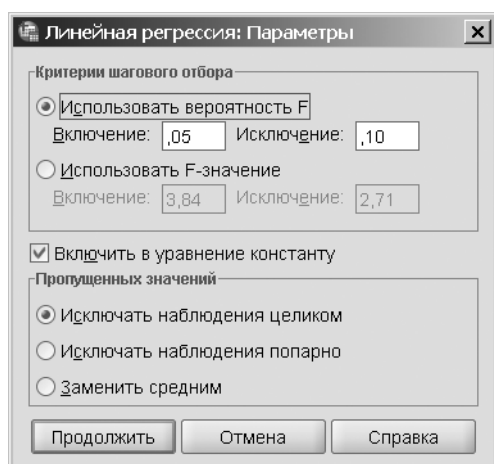 Линейная регрессия: Параметры
Критерии шагового отбора
Использовать вероятность F
Включение: ,05 Исключение: ,10
Использовать F-значение
Включение: 3,84 Исключение: 2,71
Включить в уравнение константу
Пропущенных значений
Исключать наблюдения целиком
Исключать наблюдения попарно
Заменить средним
Продолжить Отмена Справка